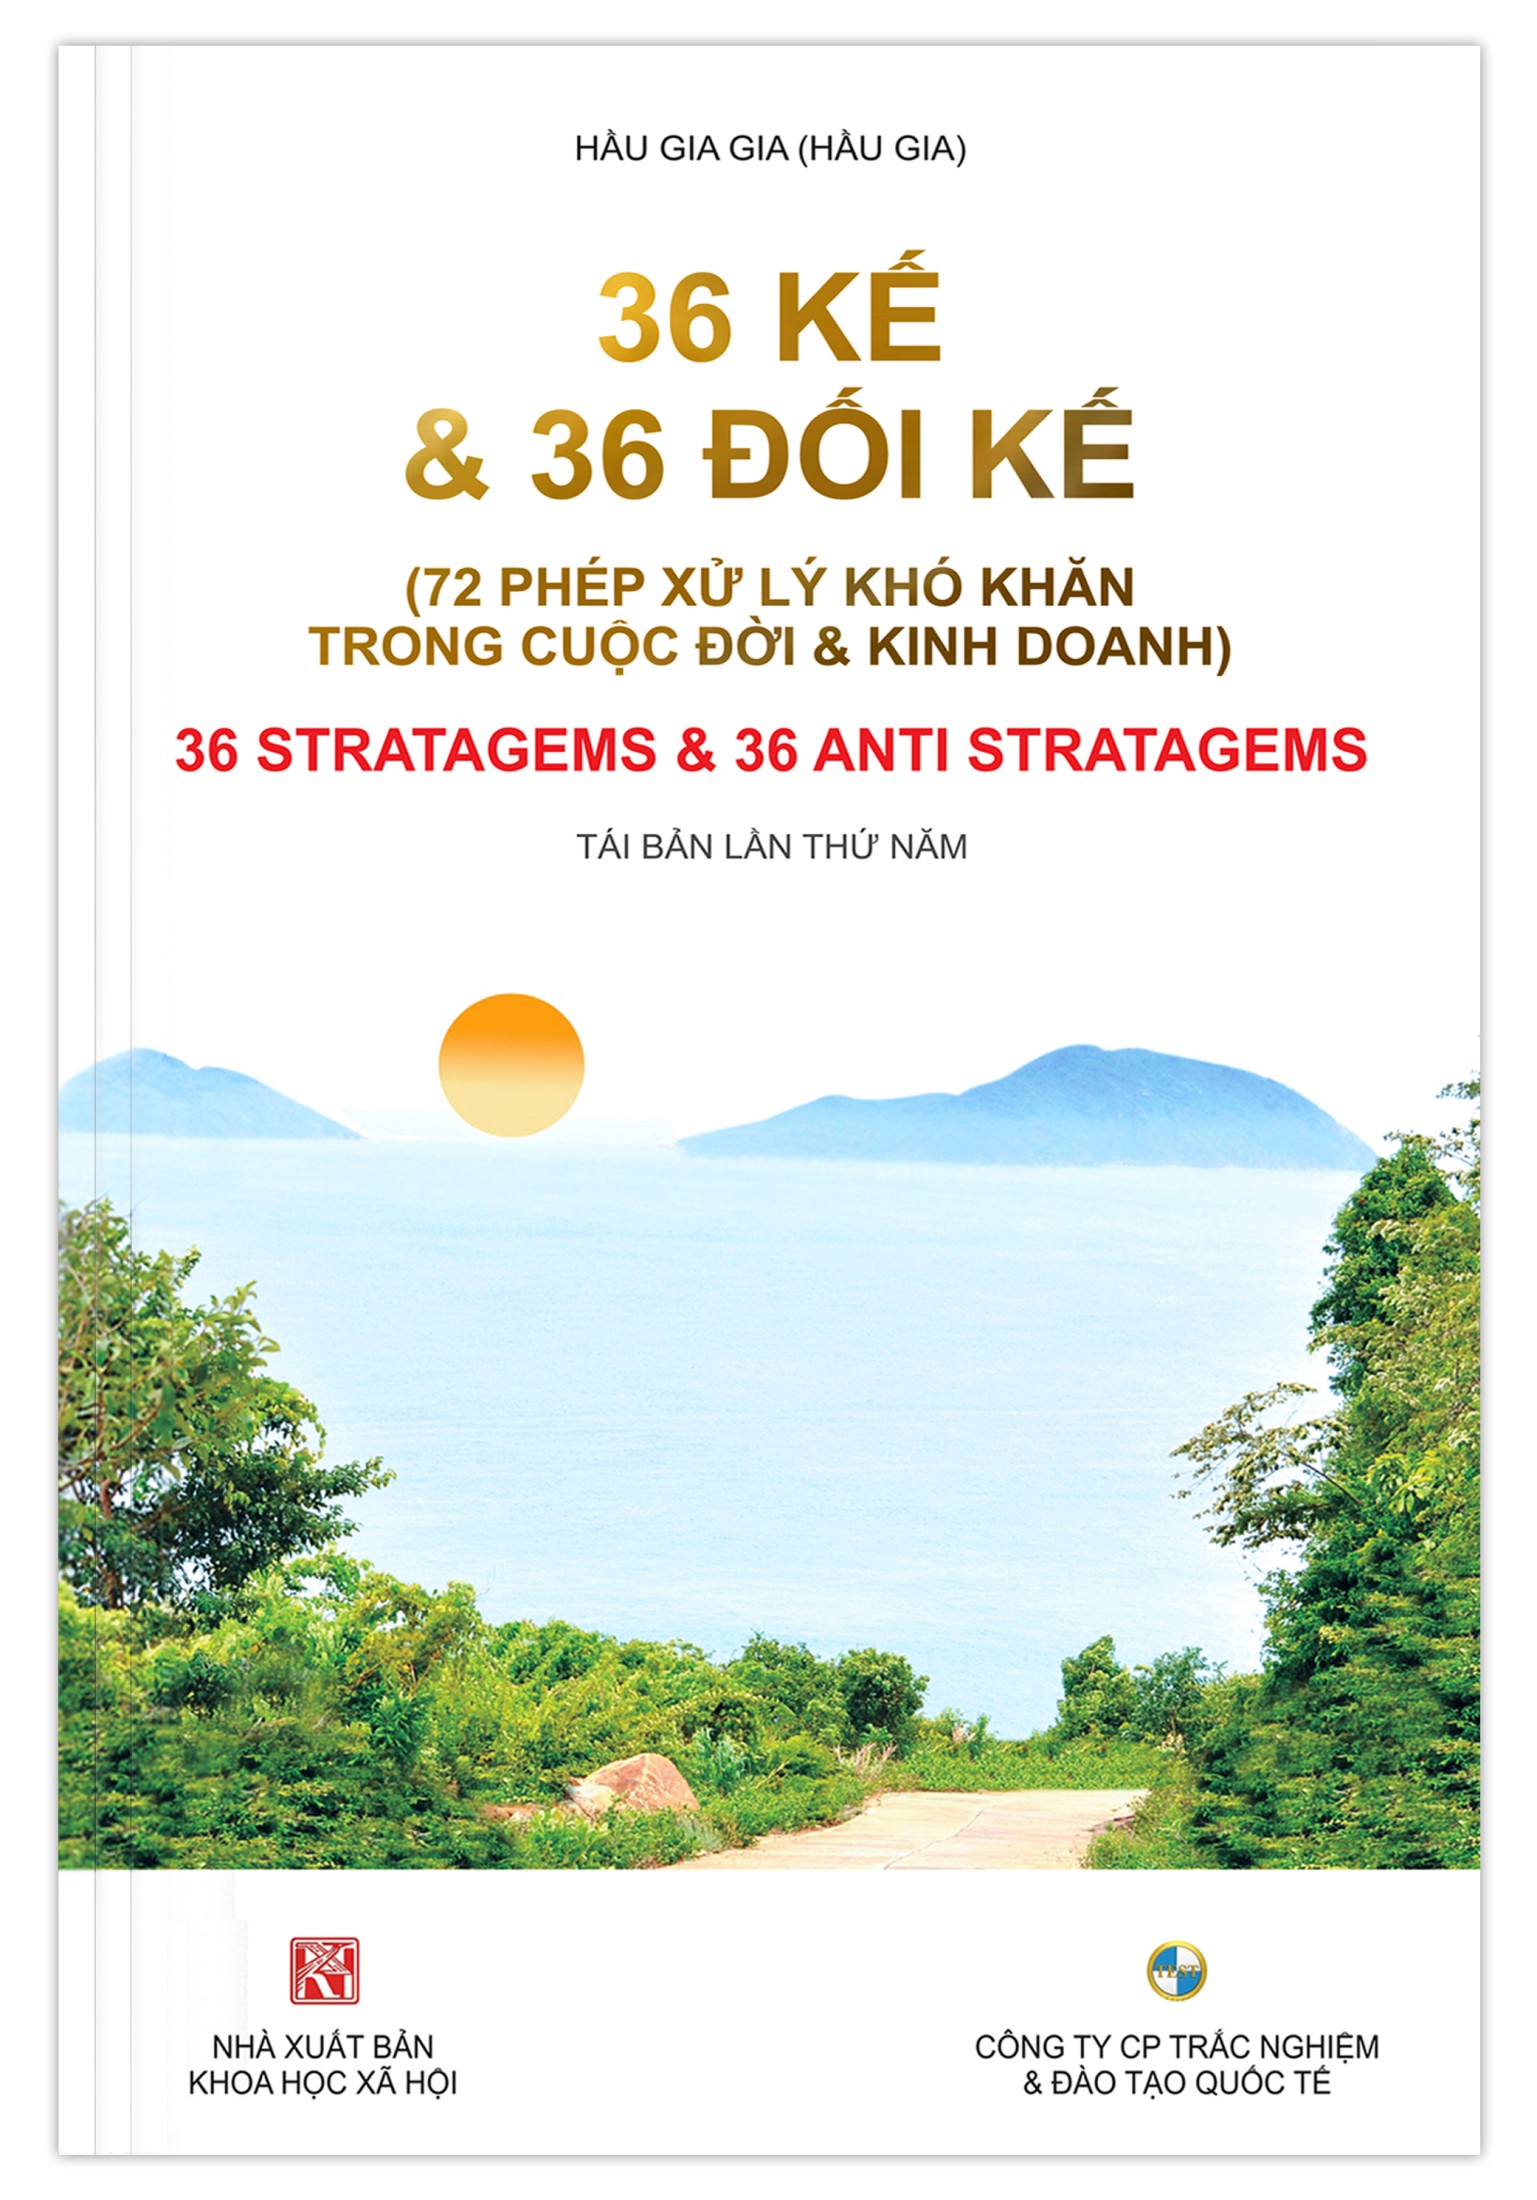 HẦU GIA GIA (HẦU GIA)
36 KẾ
& 36 ĐỐI KẾ
(72 PHÉP XỬ LÝ KHÓ KHĂN
TRONG CUỘC ĐỜI & KINH DOANH)
36 STRATAGEMS & 36 ANTI STRATAGEMS
TÁI BẢN LẦN THỨ NĂM
NHÀ XUẤT BẢN
KHOA HỌC XÃ HỘI
TEST
CÔNG TY CP TRẮC NGHIỆM
& ĐÀO TẠO QUỐC TẾ